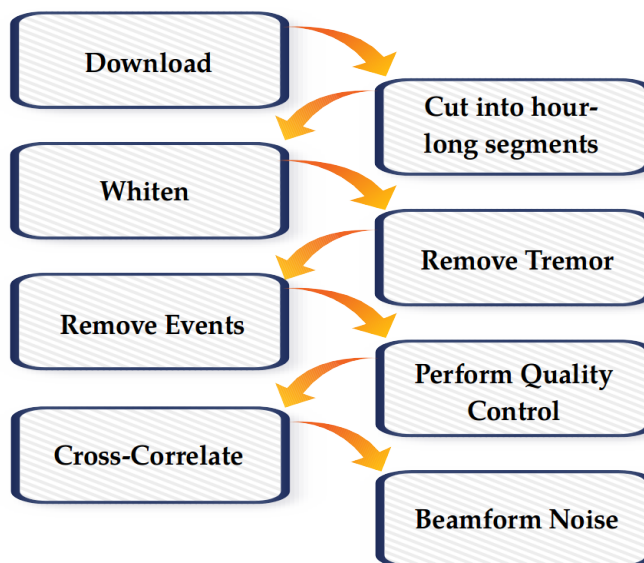 Download
Cut into hour-
long segments
Whiten
Remove Tremor
Remove Events
Perform Quality
Control
Cross-Correlate
Beamform Noise